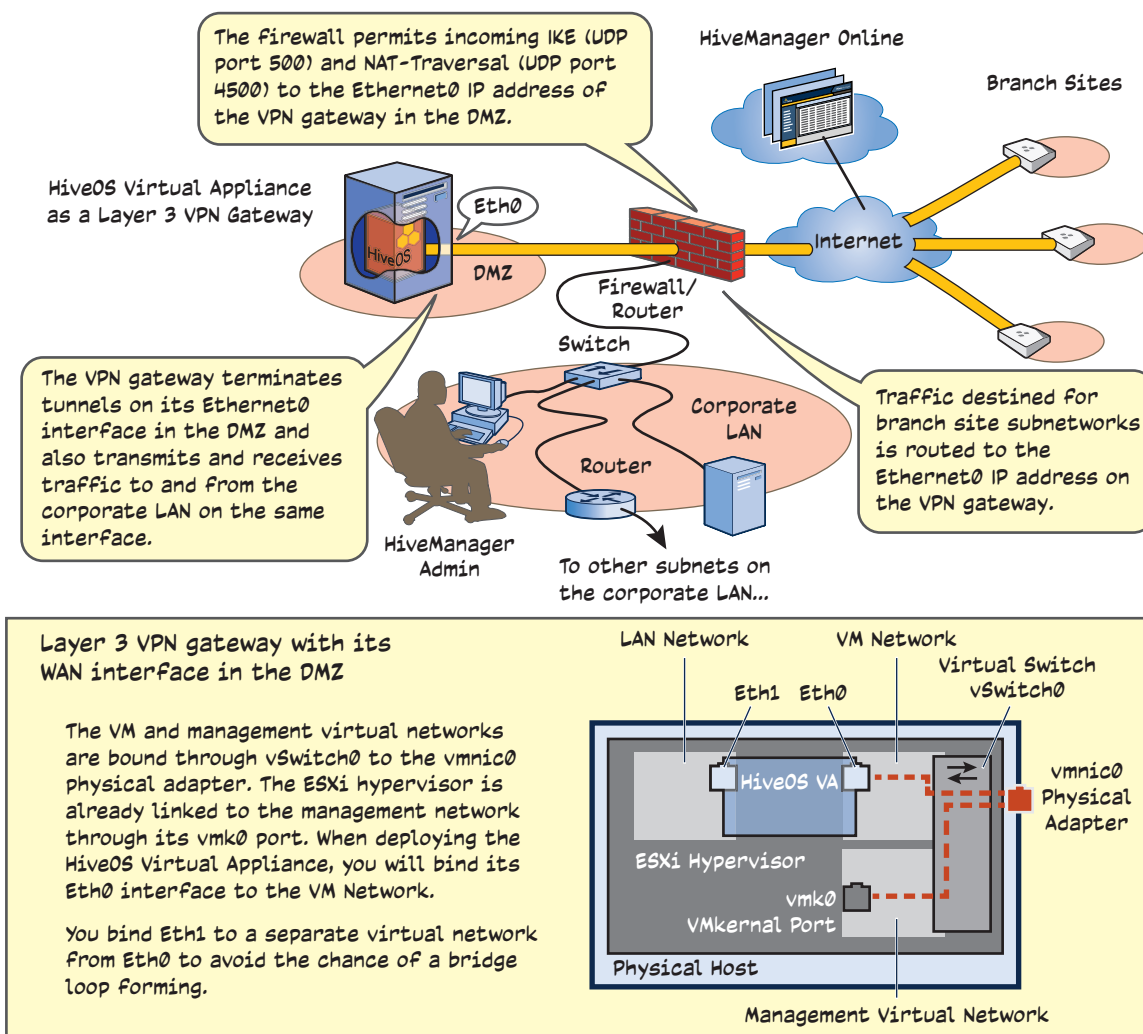 The firewall permits incoming IKE (UDP
port 500) and NAT-Traversal (UDP port
4500) to the Ethernet0 IP address of
the VPN gateway in the DMZ.
HiveManager Online
Branch Sites
HiveOS Virtual Appliance
as a Layer 3 VPN Gateway
Eth0
HiveOS
DMZ
Internet
Firewall/
Router
Switch
The VPN gateway terminates
tunnels on its Ethernet0
interface in the DMZ and
also transmits and receives
traffic to and from the
corporate LAN on the same
interface.
Corporate
LAN
Router
Traffic destined for
branch site subnetworks
is routed to the
Ethernet0 IP address on
the VPN gateway.
HiveManager
Admin
To other subnets on
the corporate LAN...
Layer 3 VPN gateway with its
WAN interface in the DMZ
The VM and management virtual networks
are bound through vSwitch0 to the vmnic0
physical adapter. The ESXi hypervisor is
already linked to the management network
through its vmk0 port. When deploying the
HiveOS Virtual Appliance, you will bind its
Eth0 interface to the VM Network.
You bind Eth1 to a separate virtual network
from Eth0 to avoid the chance of a bridge
loop forming.
LAN Network
VM Network
Virtual Switch
vSwitch0
Eth1
Eth0
HiveOS VA
vmnic0
Physical
Adapter
ESXi Hypervisor
vmk0
VMkernal Port
Physical Host
Management Virtual Network